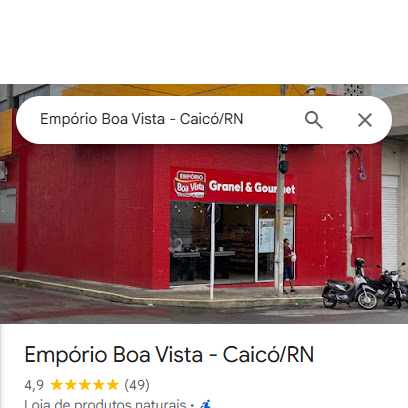 Empório Boa Vista - Caicó/RN
EMPÓRIO
Boa Vista
Granel & Gourmet
Empório Boa Vista - Caicó/RN
4,9 (49)
Loja de produtos naturais ·